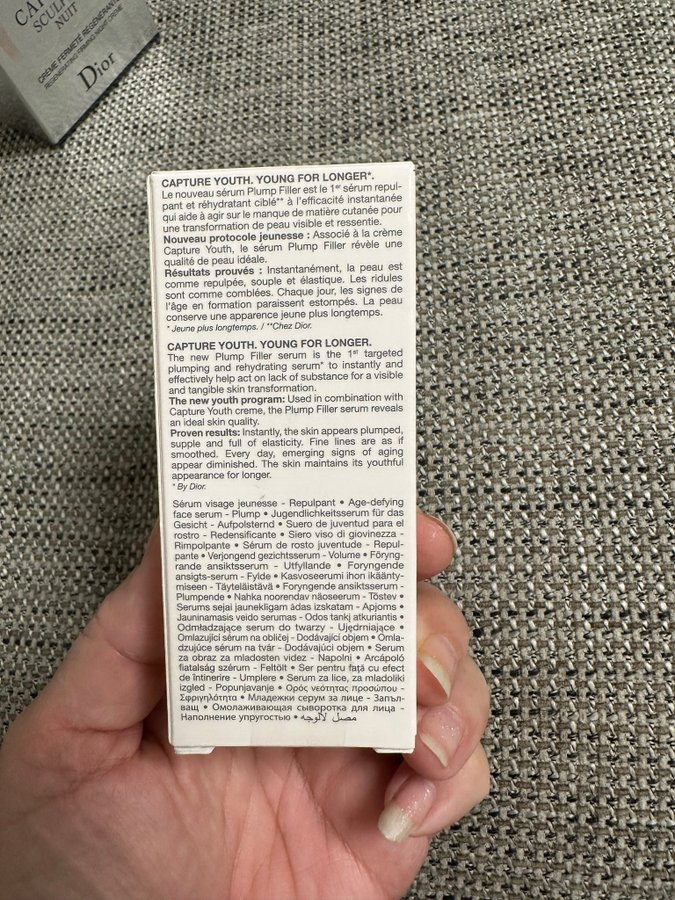 SCULPT
NUIT
CRÈME FERMETÉ RÉGÉNÉRANTE
REGENERATING FIRMING NIGHT CREME
Dior
CAPTURE YOUTH. YOUNG FOR LONGER*.
Le nouveau sérum Plump Filler est le 1er sérum repul-
pant et réhydratant ciblé** à l'efficacité instantanée
qui aide à agir sur le manque de matière cutanée pour
une transformation de peau visible et ressentie.
Nouveau protocole jeunesse : Associé à la crème
Capture Youth, le sérum Plump Filler révèle une
qualité de peau idéale.
Résultats prouvés : Instantanément, la peau est
comme repulpée, souple et élastique. Les ridules
sont comme comblées. Chaque jour, les signes de
l'âge en formation paraissent estompés. La peau
conserve une apparence jeune plus longtemps.
* Jeune plus longtemps. / **Chez Dior.
CAPTURE YOUTH. YOUNG FOR LONGER.
The new Plump Filler serum is the 1st targeted
plumping and rehydrating serum* to instantly and
effectively help act on lack of substance for a visible
and tangible skin transformation.
The new youth program: Used in combination with
Capture Youth creme, the Plump Filler serum reveals
an ideal skin quality.
Proven results: Instantly, the skin appears plumped,
supple and full of elasticity. Fine lines are as if
smoothed. Every day, emerging signs of aging
appear diminished. The skin maintains its youthful
appearance for longer.
* By Dior.
Sérum visage jeunesse - Repulpant • Age-defying
face serum - Plump • Jugendlichkeitsserum für das
Gesicht - Aufpolsternd • Suero de juventud para el
rostro - Redensificante • Siero viso di giovinezza -
Rimpolpante • Sérum de rosto juventude - Repul-
pante • Verjongend gezichtsserum - Volume • Föryng-
rande ansiktsserum - Utfyllande • Foryngende
ansigts-serum - Fylde • Kasvoseerumi ihon ikäänty-
miseen - Täyteläistävä • Foryngende ansiktsserum -
Plumpende • Nahka noorendav näoseerum - Tõstev •
Serums sejai jauneklīgam ādas izskatam - Apjoms •
Jauninamasis veido serumas - Odos tankį atkuriantis •
Odmładzające serum do twarzy - Ujędrniające •
Omlazující sérum na obličej - Dodávající objem • Omla-
dzujúce sérum na tvár - Dodávajúci objem • Serum
za obraz za mladosten videz - Napolni • Arcápoló
fiatalság szérum - Feltölt • Ser pentru față cu efect
de întinerire - Umplere • Serum za lice, za mladoliki
izgled - Popunjavanje • Ορός νεότητας προσώπου -
Σφριγηλότητα • Младежки серум за лице - Запъл-
ващ • Омолаживающая сыворотка для лица -
Наполнение упругостью • مصل للوجه